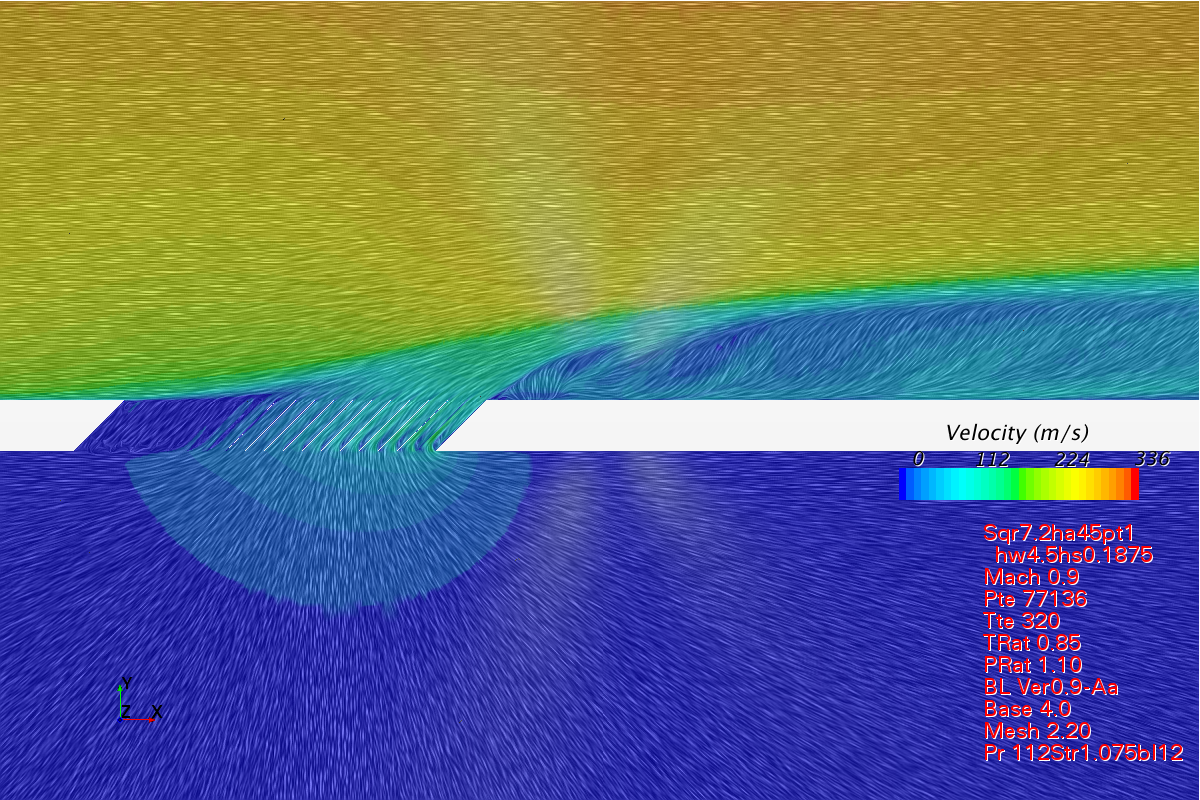 Velocity (m/s)
0 112 224 336
Sqr7.2ha45pt1
hw4.5hs0.1875
Mach 0.9
Pte 77136
Tte 320
TRat 0.85
PRat 1.10
BL Ver0.9-Aa
Base 4.0
Mesh 2.20
Pr 112Str1.075bl12
Y
Z X